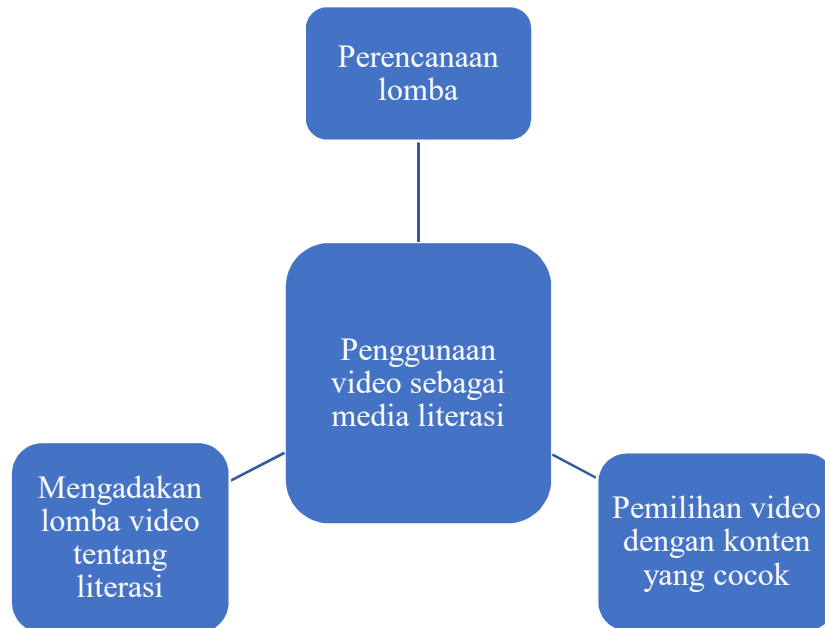 Perencanaan
lomba
Penggunaan
video sebagai
media literasi
Mengadakan
lomba video
tentang
literasi
Pemilihan video
dengan konten
yang cocok